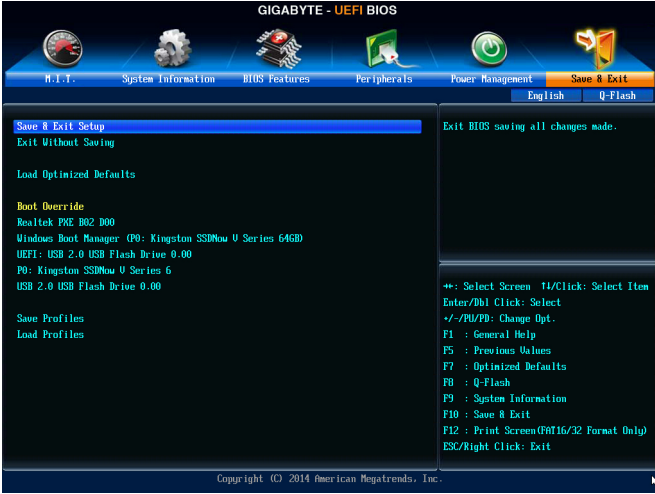 GIGABYTE - UEFI BIOS
M.I.T. System Information BIOS Features Peripherals Power Management Save & Exit
English Q-Flash
Save & Exit Setup
Exit Without Saving
Load Optimized Defaults
Boot Override
Realtek PXE B02 D00
Windows Boot Manager (P0: Kingston SSDNow V Series 64GB)
UEFI: USB 2.0 USB Flash Drive 0.00
P0: Kingston SSDNow V Series 6
USB 2.0 USB Flash Drive 0.00
Save Profiles
Load Profiles
Exit BIOS saving all changes made.
→←: Select Screen ↑↓/Click: Select Item
Enter/Dbl Click: Select
+/-/PU/PD: Change Opt.
F1 : General Help
F5 : Previous Values
F7 : Optimized Defaults
F8 : Q-Flash
F9 : System Information
F10 : Save & Exit
F12 : Print Screen(FAT16/32 Format Only)
ESC/Right Click: Exit
Copyright (C) 2014 American Megatrends, Inc.